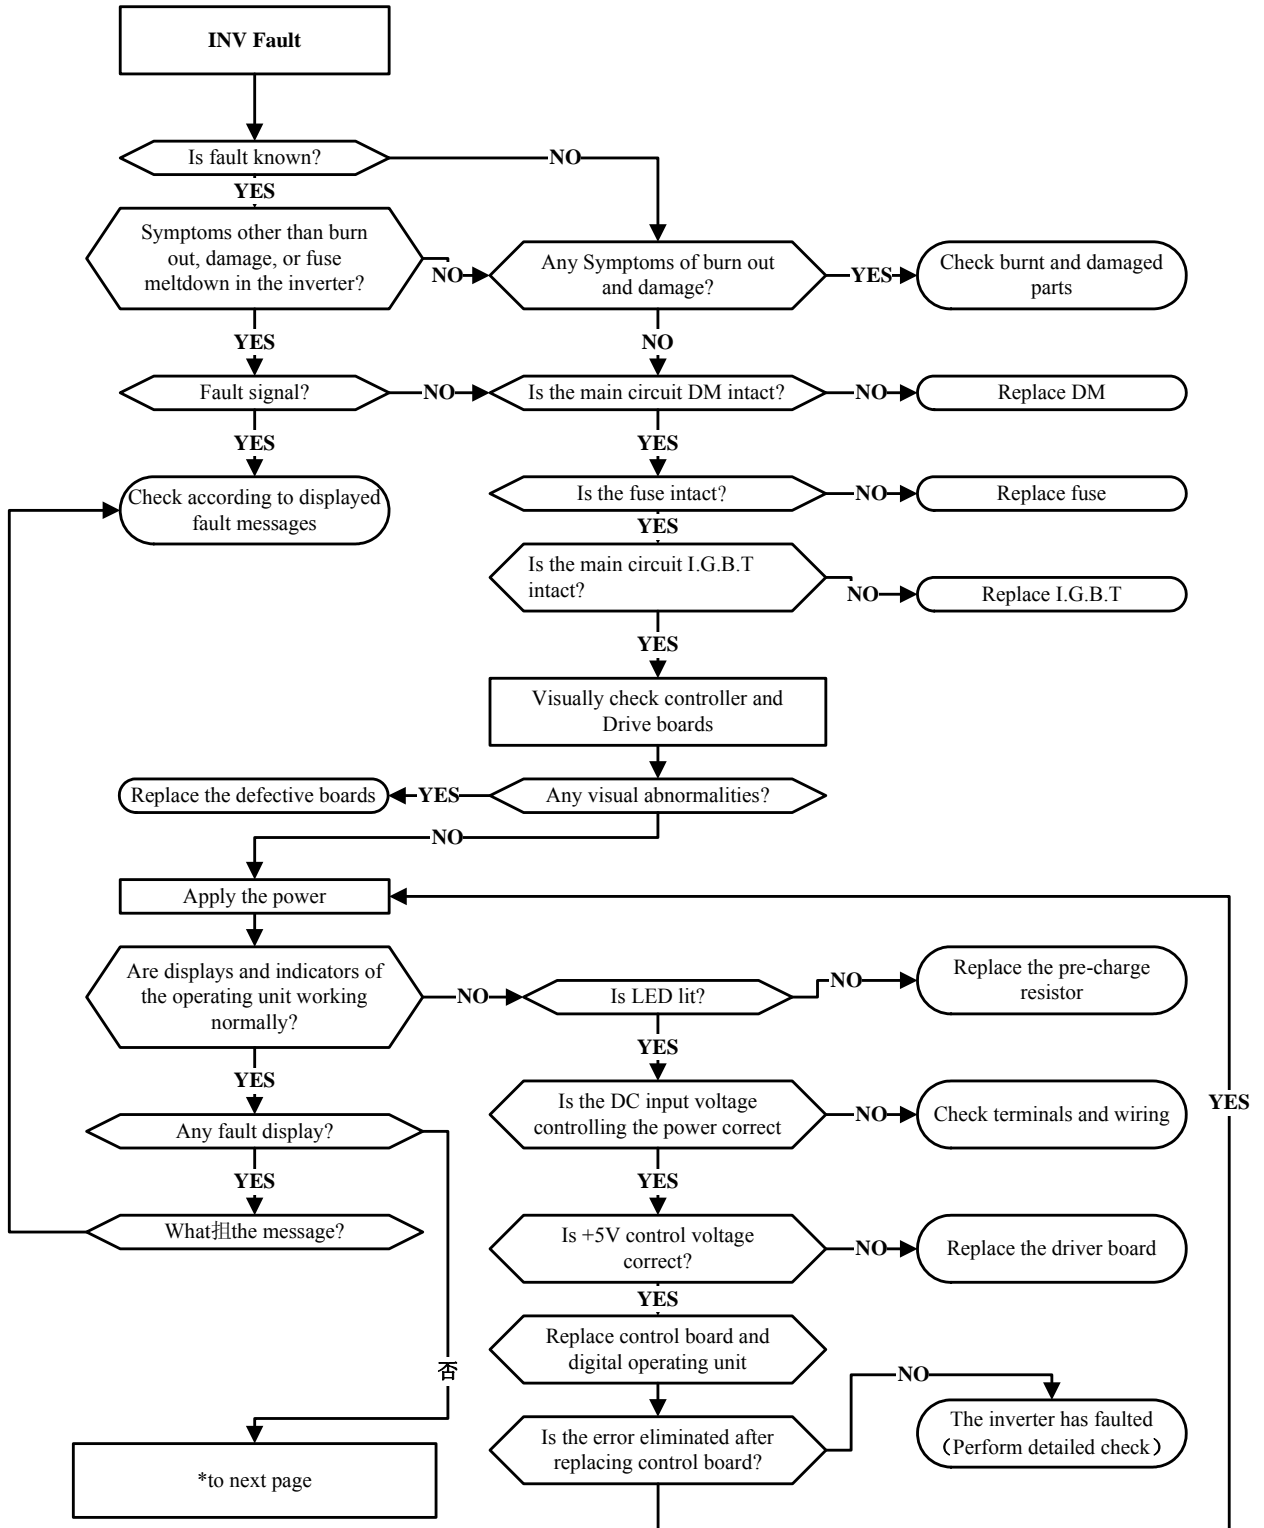 INV Fault
Is fault known?
NO
YES
Symptoms other than burn
out, damage, or fuse
meltdown in the inverter?
NO
Any Symptoms of burn out
and damage?
YES
Check burnt and damaged
parts
YES
NO
Fault signal?
NO
Is the main circuit DM intact?
NO
Replace DM
YES
YES
Check according to displayed
fault messages
Is the fuse intact?
NO
Replace fuse
YES
Is the main circuit I.G.B.T
intact?
NO
Replace I.G.B.T
YES
Visually check controller and
Drive boards
Replace the defective boards
YES
Any visual abnormalities?
NO
Apply the power
Are displays and indicators of
the operating unit working
normally?
NO
Is LED lit?
NO
Replace the pre-charge
resistor
YES
YES
Is the DC input voltage
controlling the power correct
NO
Check terminals and wiring
YES
Any fault display?
YES
YES
What担the message?
Is +5V control voltage
correct?
NO
Replace the driver board
YES
Replace control board and
digital operating unit
否
NO
Is the error eliminated after
replacing control board?
The inverter has faulted
（Perform detailed check）
*to next page